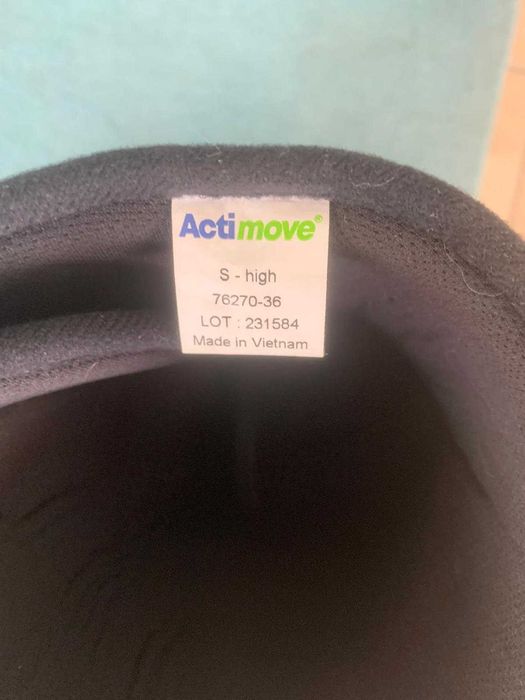 Actimove®
S - high
76270-36
LOT : 231584
Made in Vietnam